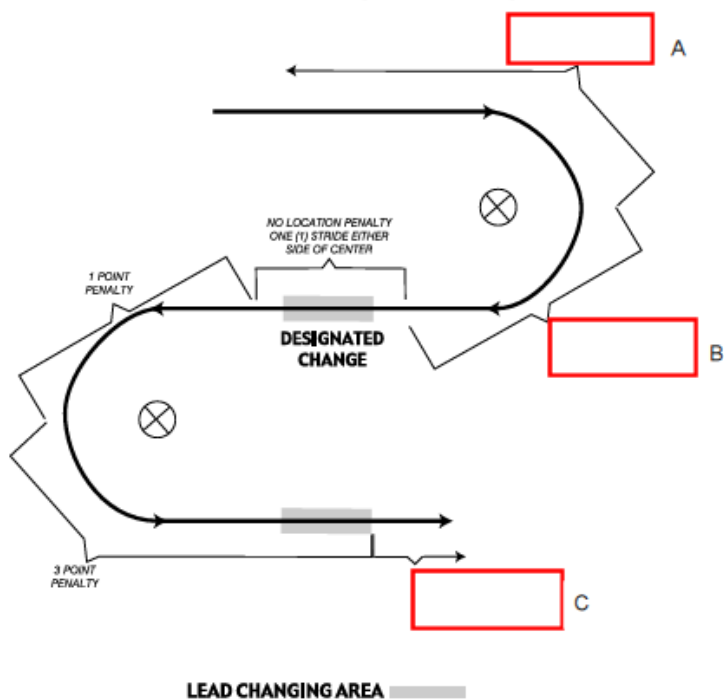 A
NO LOCATION PENALTY
ONE (1) STRIDE EITHER
SIDE OF CENTER
1 POINT
PENALTY
DESIGNATED
CHANGE
B
3 POINT
PENALTY
C
LEAD CHANGING AREA